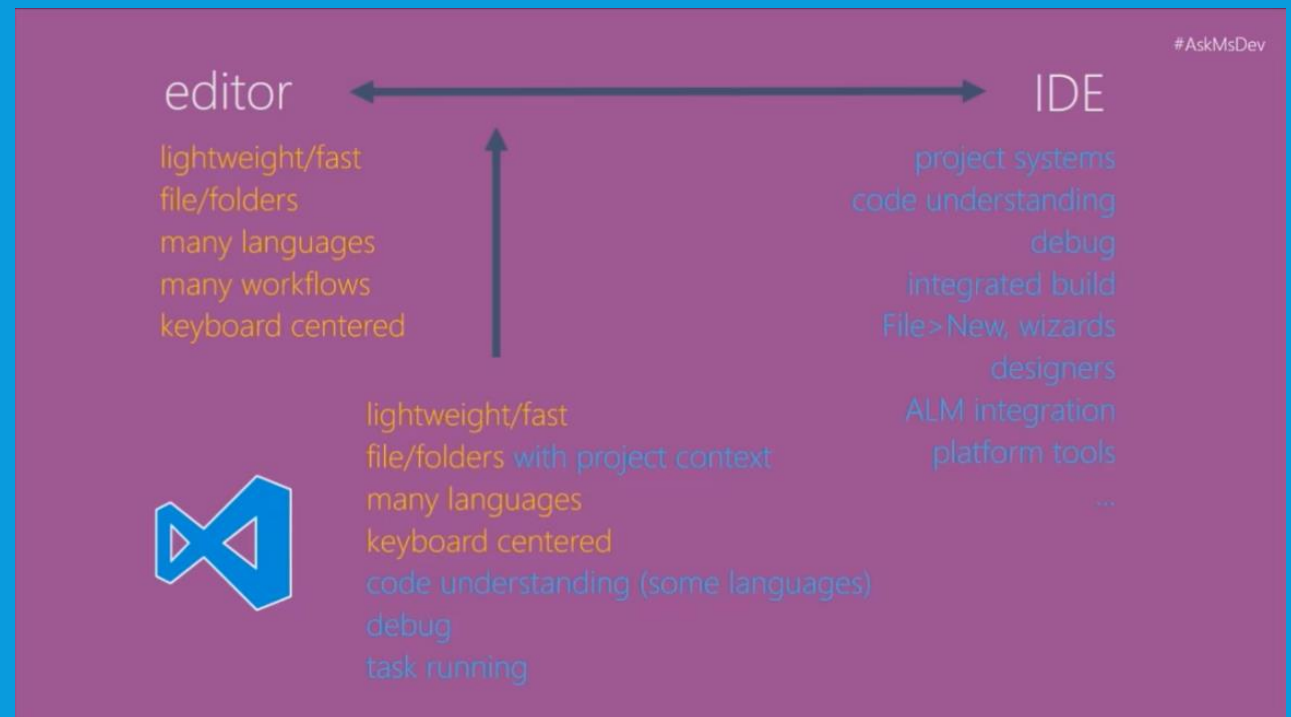 #AskMsDev
editor
IDE
lightweight/fast
file/folders
many languages
many workflows
keyboard centered
project systems
code understanding
debug
integrated build
File>New, wizards
designers
ALM integration
platform tools
...
lightweight/fast
file/folders with project context
many languages
keyboard centered
code understanding (some languages)
debug
task running